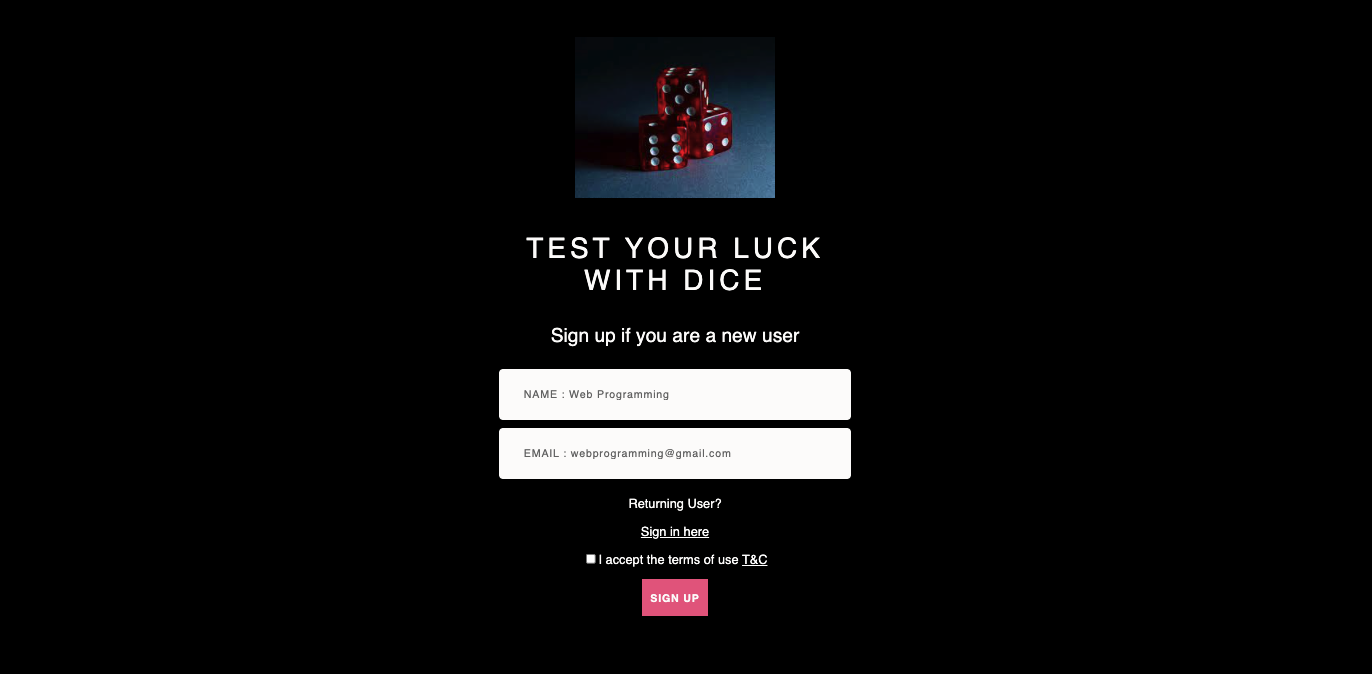 TEST YOUR LUCK
WITH DICE
Sign up if you are a new user
NAME : Web Programming
EMAIL : webprogramming@gmail.com
Returning User?
Sign in here
I accept the terms of use T&C
SIGN UP